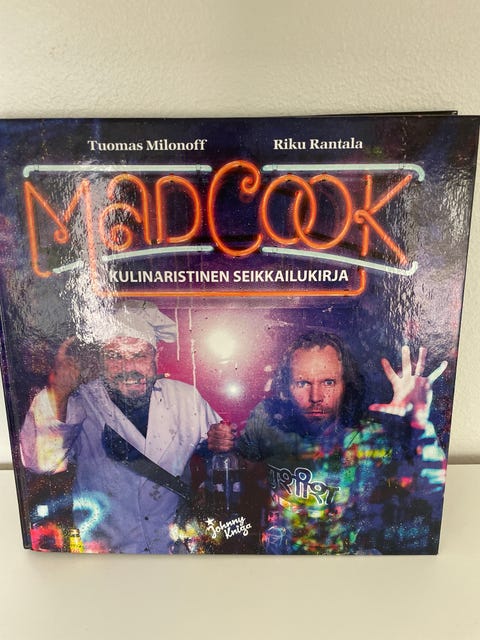 Tuomas Milonoff Riku Rantala
MADCOOK
KULINARISTINEN SEIKKAILUKIRJA
Johnny
Kniga